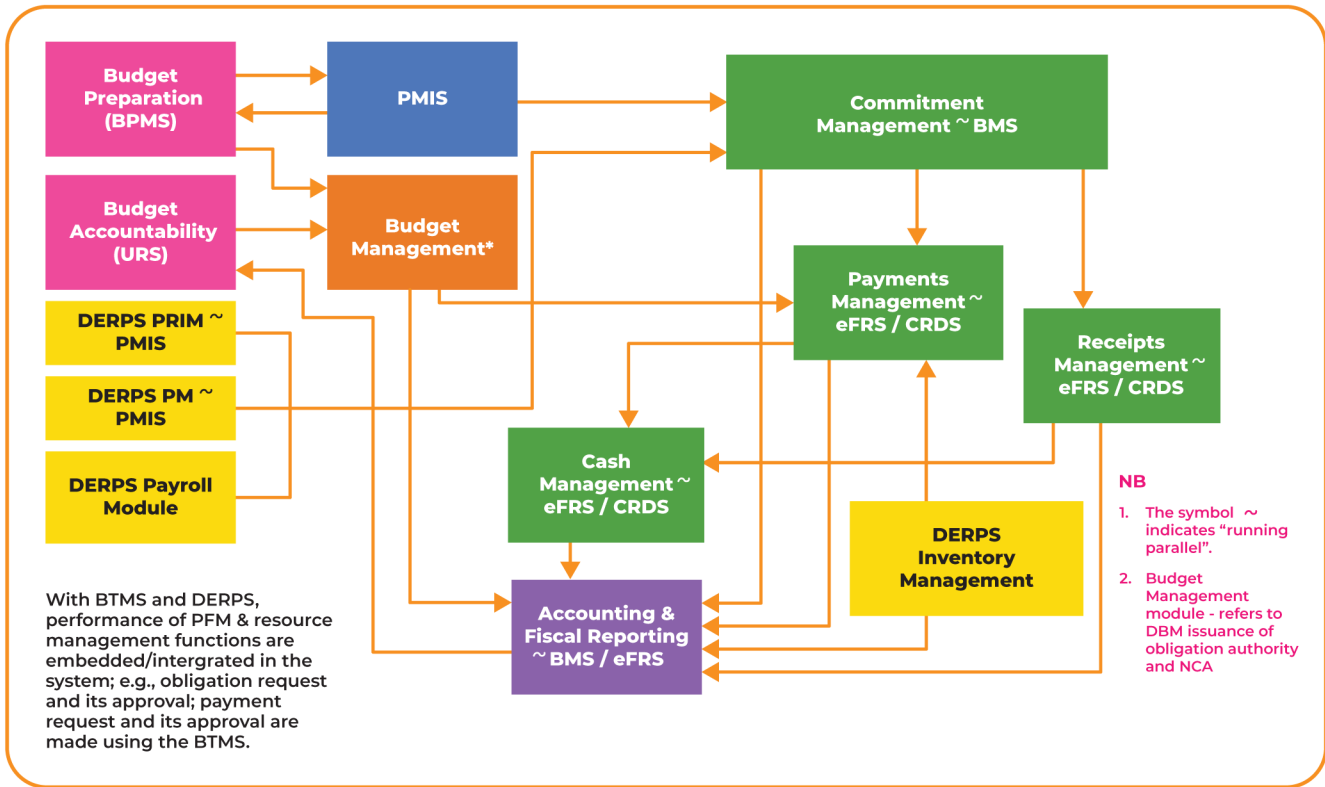 Budget
Preparation
(BPMS)
PMIS
Commitment
Management ~ BMS
Budget
Accountability
(URS)
Budget
Management*
Payments
Management ~
eFRS / CRDS
DERPS PRIM ~
PMIS
Receipts
Management ~
eFRS / CRDS
DERPS PM ~
PMIS
DERPS Payroll
Module
Cash
Management ~
eFRS / CRDS
DERPS
Inventory
Management
Accounting &
Fiscal Reporting
~ BMS / eFRS
NB
1. The symbol ~
indicates “running
parallel”.
2. Budget
Management
module - refers to
DBM issuance of
obligation authority
and NCA
With BTMS and DERPS,
performance of PFM & resource
management functions are
embedded/intergrated in the
system; e.g., obligation request
and its approval; payment
request and its approval are
made using the BTMS.